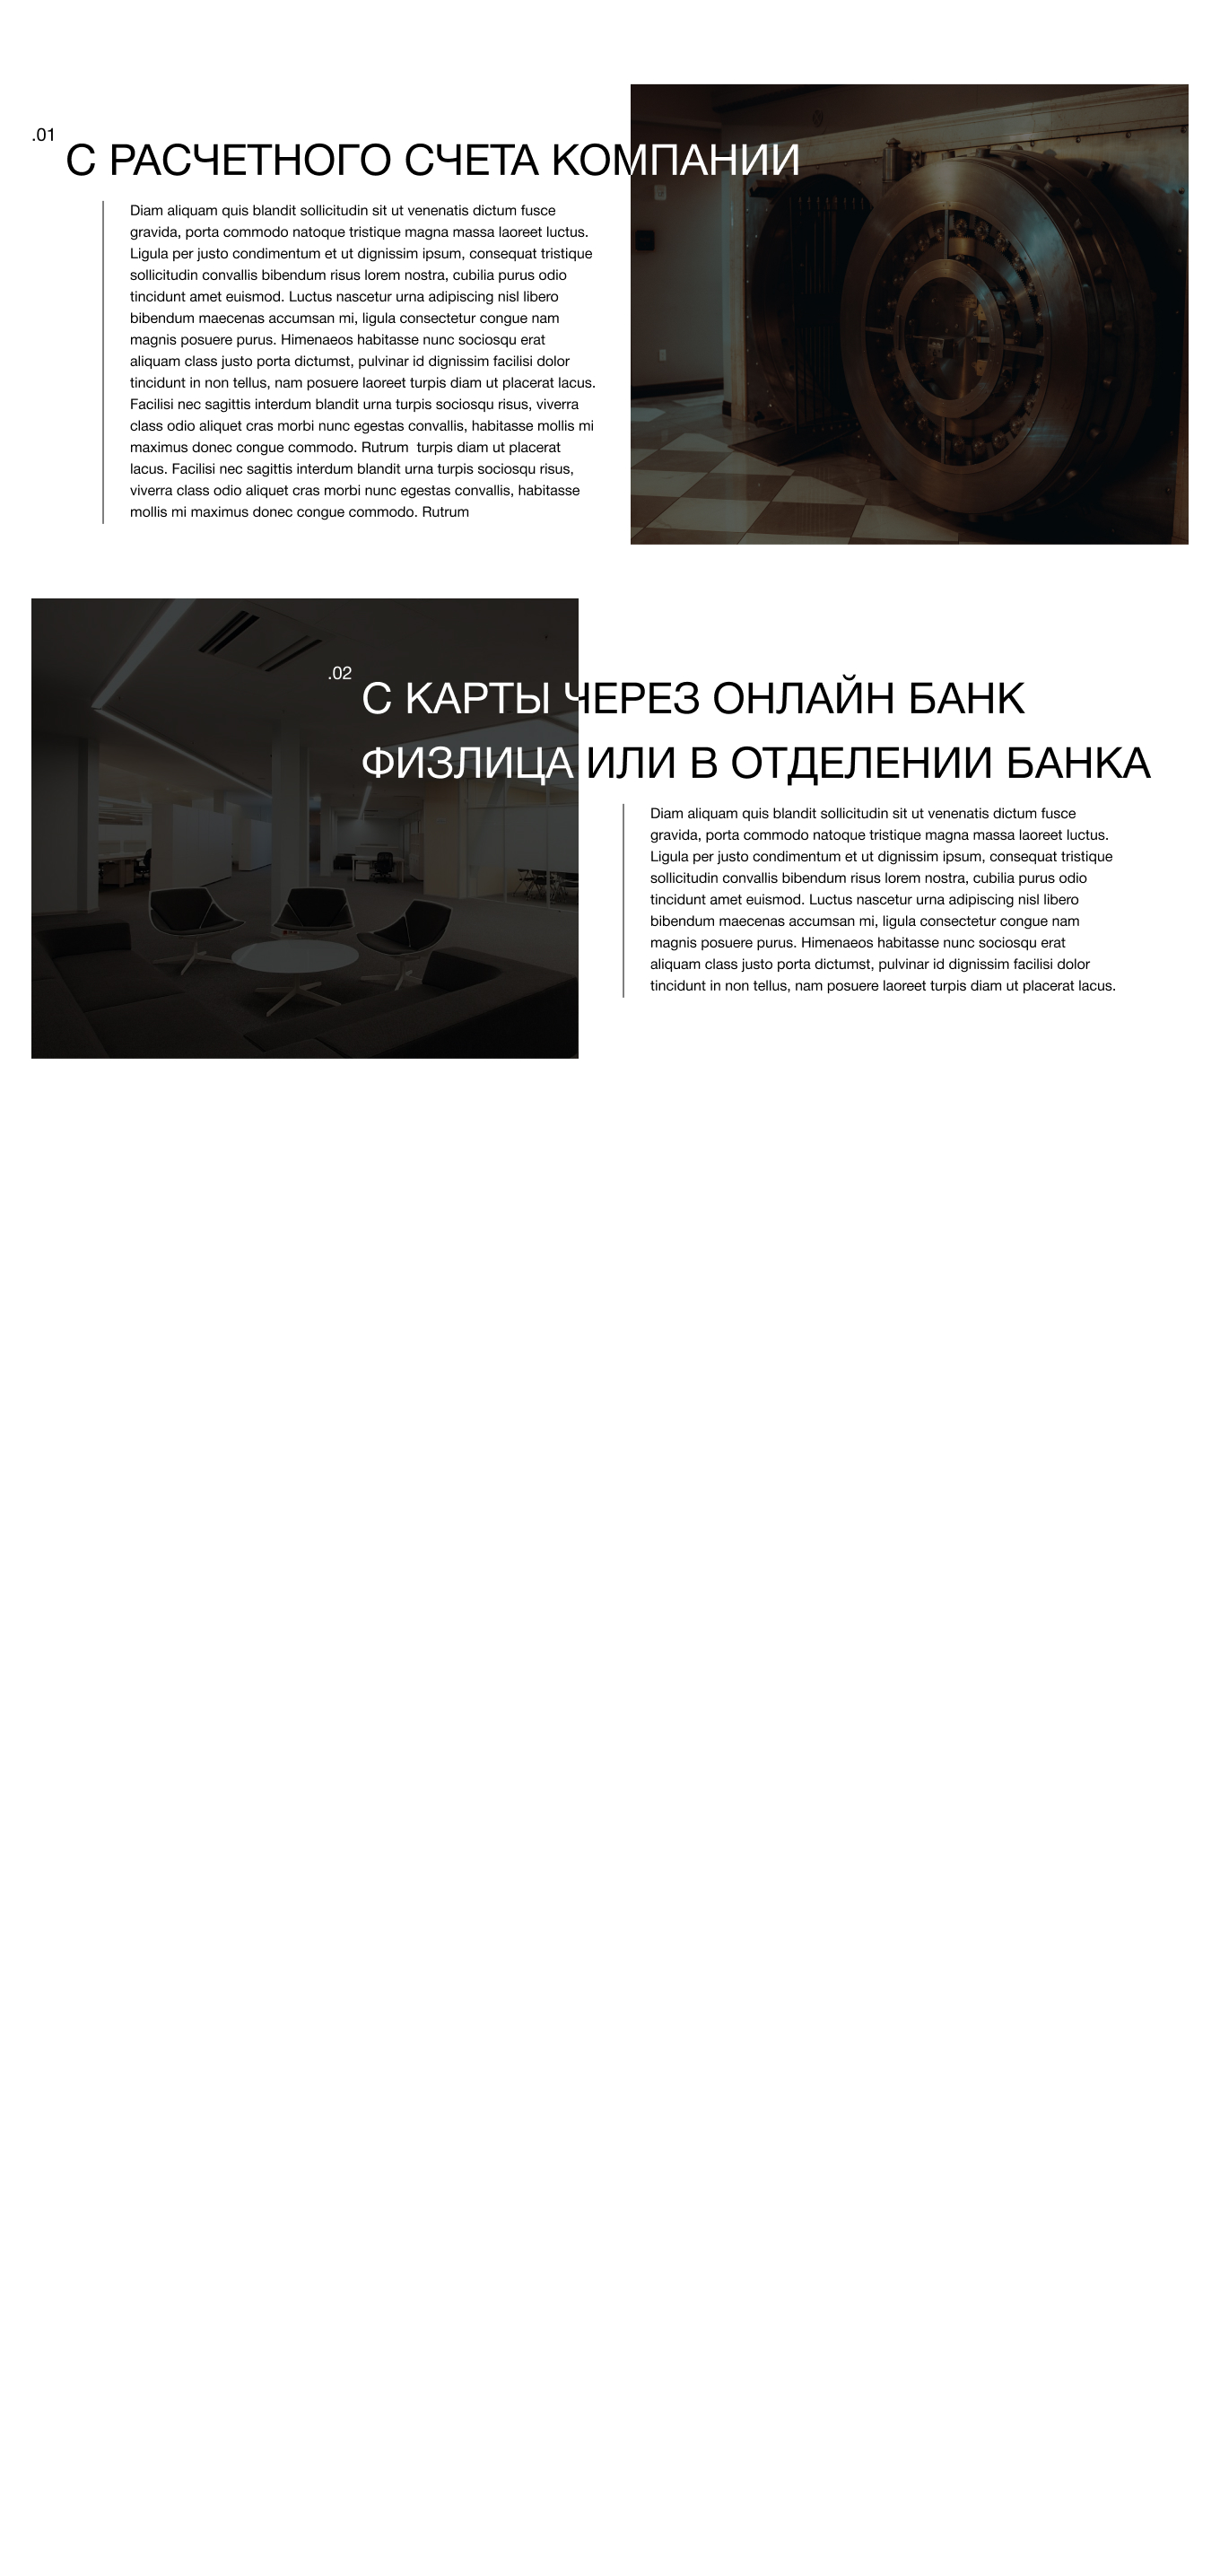 .01
С РАСЧЕТНОГО СЧЕТА КОМПАНИИ
Diam aliquam quis blandit sollicitudin sit ut venenatis dictum fusce
gravida, porta commodo natoque tristique magna massa laoreet luctus.
Ligula per justo condimentum et ut dignissim ipsum, consequat tristique
sollicitudin convallis bibendum risus lorem nostra, cubilia purus odio
tincidunt amet euismod. Luctus nascetur urna adipiscing nisl libero
bibendum maecenas accumsan mi, ligula consectetur congue nam
magnis posuere purus. Himenaeos habitasse nunc sociosqu erat
aliquam class justo porta dictumst, pulvinar id dignissim facilisi dolor
tincidunt in non tellus, nam posuere laoreet turpis diam ut placerat lacus.
Facilisi nec sagittis interdum blandit urna turpis sociosqu risus, viverra
class odio aliquet cras morbi nunc egestas convallis, habitasse mollis mi
maximus donec congue commodo. Rutrum  turpis diam ut placerat
lacus. Facilisi nec sagittis interdum blandit urna turpis sociosqu risus,
viverra class odio aliquet cras morbi nunc egestas convallis, habitasse
mollis mi maximus donec congue commodo. Rutrum
.02
С КАРТЫ ЧЕРЕЗ ОНЛАЙН БАНК
ФИЗЛИЦА ИЛИ В ОТДЕЛЕНИИ БАНКА
Diam aliquam quis blandit sollicitudin sit ut venenatis dictum fusce
gravida, porta commodo natoque tristique magna massa laoreet luctus.
Ligula per justo condimentum et ut dignissim ipsum, consequat tristique
sollicitudin convallis bibendum risus lorem nostra, cubilia purus odio
tincidunt amet euismod. Luctus nascetur urna adipiscing nisl libero
bibendum maecenas accumsan mi, ligula consectetur congue nam
magnis posuere purus. Himenaeos habitasse nunc sociosqu erat
aliquam class justo porta dictumst, pulvinar id dignissim facilisi dolor
tincidunt in non tellus, nam posuere laoreet turpis diam ut placerat lacus.